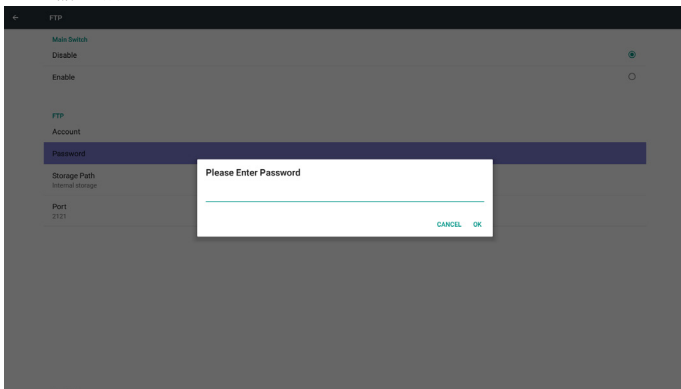 FTP
Main Switch
Disable
Enable
FTP
Account
Password
Please Enter Password
Storage Path
Internal storage
Port
2121
CANCEL OK